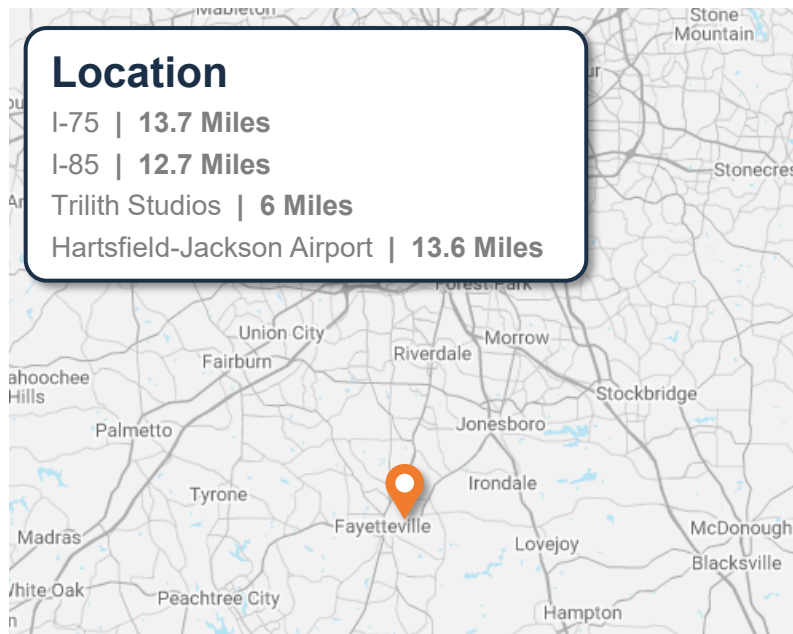 Mableton
Stone
Mountain
Location
I-75 | 13.7 Miles
I-85 | 12.7 Miles
Trilith Studios | 6 Miles
Hartsfield-Jackson Airport | 13.6 Miles
Stonecres
Forest Park
Union City
Morrow
Riverdale
Fairburn
ahoochee
Hills
Stockbridge
Jonesboro
Palmetto
Irondale
Tyrone
Fayetteville
McDonough
Madras
Lovejoy
Blacksville
White Oak
Peachtree City
Hampton